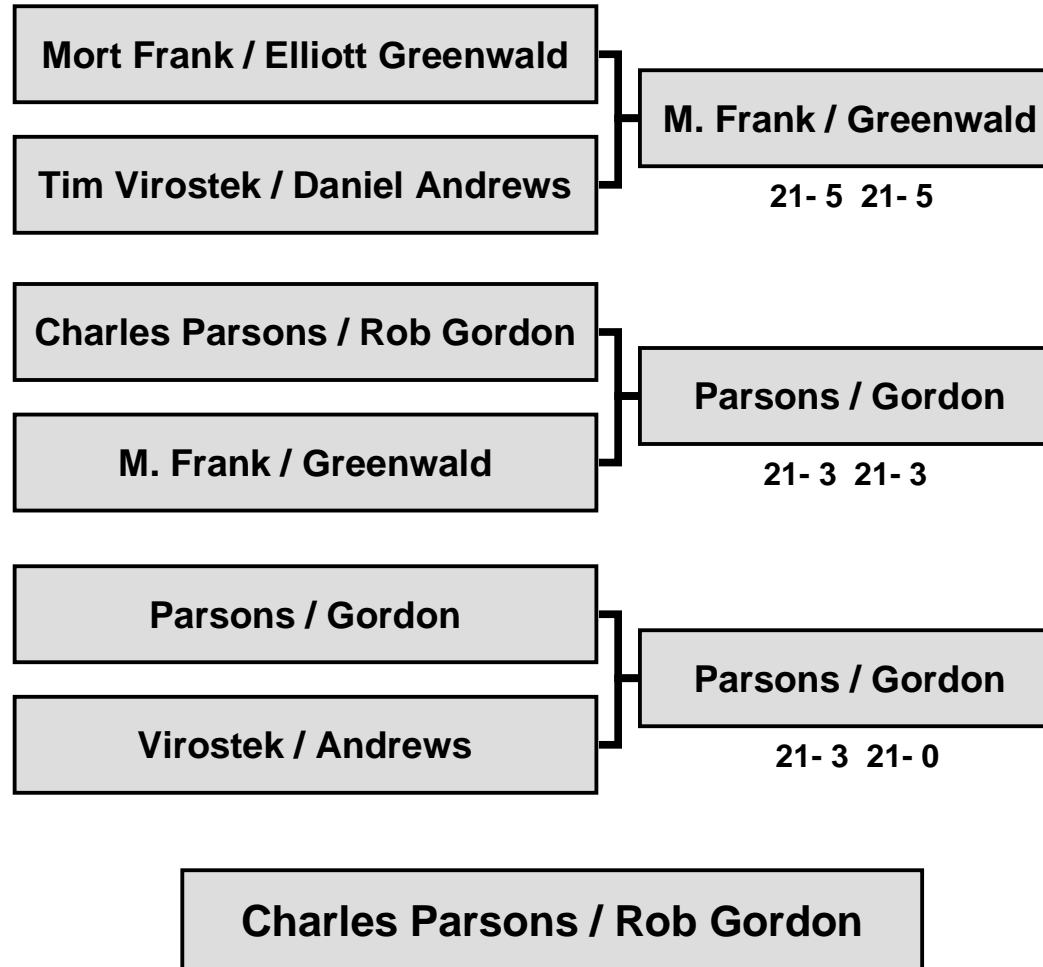 Mort Frank / Elliott Greenwald
M. Frank / Greenwald
Tim Virostek / Daniel Andrews
21- 5 21- 5
Charles Parsons / Rob Gordon
Parsons / Gordon
M. Frank / Greenwald
21- 3 21- 3
Parsons / Gordon
Parsons / Gordon
Virostek / Andrews
21- 3 21- 0
Charles Parsons / Rob Gordon